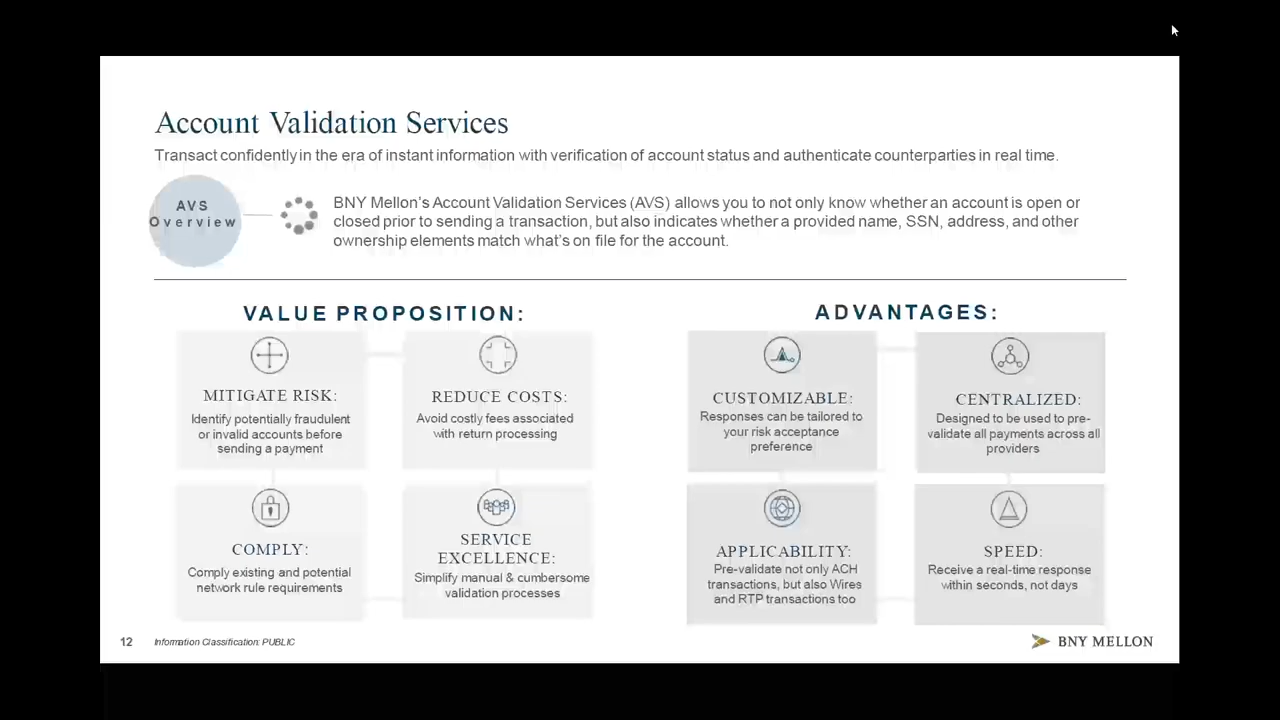 Account Validation Services
Transact confidently in the era of instant information with verification of account status and authenticate counterparties in real time.
AVS
Overview
BNY Mellon's Account Validation Services (AVS) allows you to not only know whether an account is open or
closed prior to sending a transaction, but also indicates whether a provided name, SSN, address, and other
ownership elements match what's on file for the account.
VALUE PROPOSITION:
MITIGATE RISK:
Identify potentially fraudulent
or invalid accounts before
sending a payment
REDUCE COSTS:
Avoid costly fees associated
with return processing
COMPLY:
Comply existing and potential
network rule requirements
SERVICE
EXCELLENCE:
Simplify manual & cumbersome
validation processes
ADVANTAGES:
CUSTOMIZABLE:
Responses can be tailored to
your risk acceptance
preference
CENTRALIZED:
Designed to be used to pre-
validate all payments across all
providers
APPLICABILITY:
Pre-validate not only ACH
transactions, but also Wires
and RTP transactions too
SPEED:
Receive a real-time response
within seconds, not days
12
Information Classification: PUBLIC
BNY MELLON